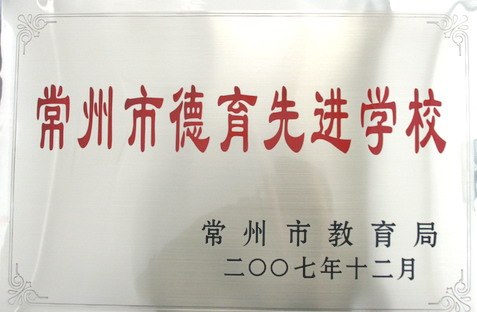 常州市德育先进学校
常州市教育局
二〇〇七年十二月